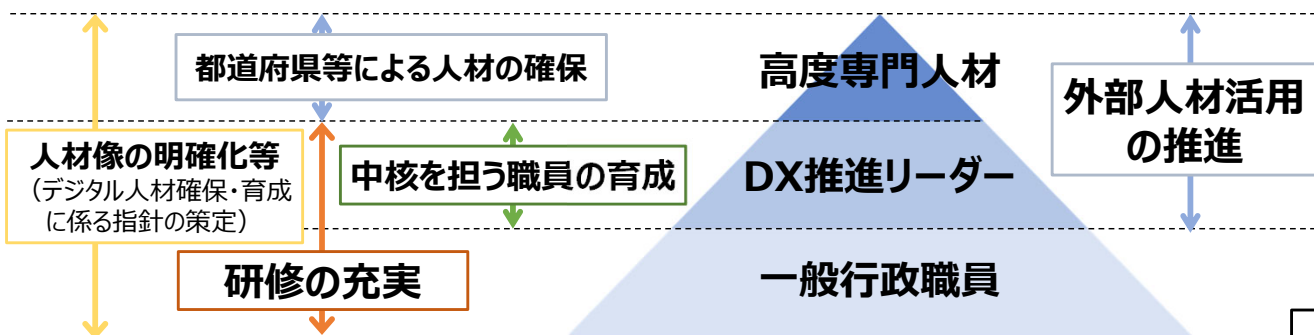 都道府県等による人材の確保
高度専門人材
外部人材活用
の推進
人材像の明確化等
（デジタル人材確保・育成
に係る指針の策定）
中核を担う職員の育成
DX推進リーダー
研修の充実
一般行政職員